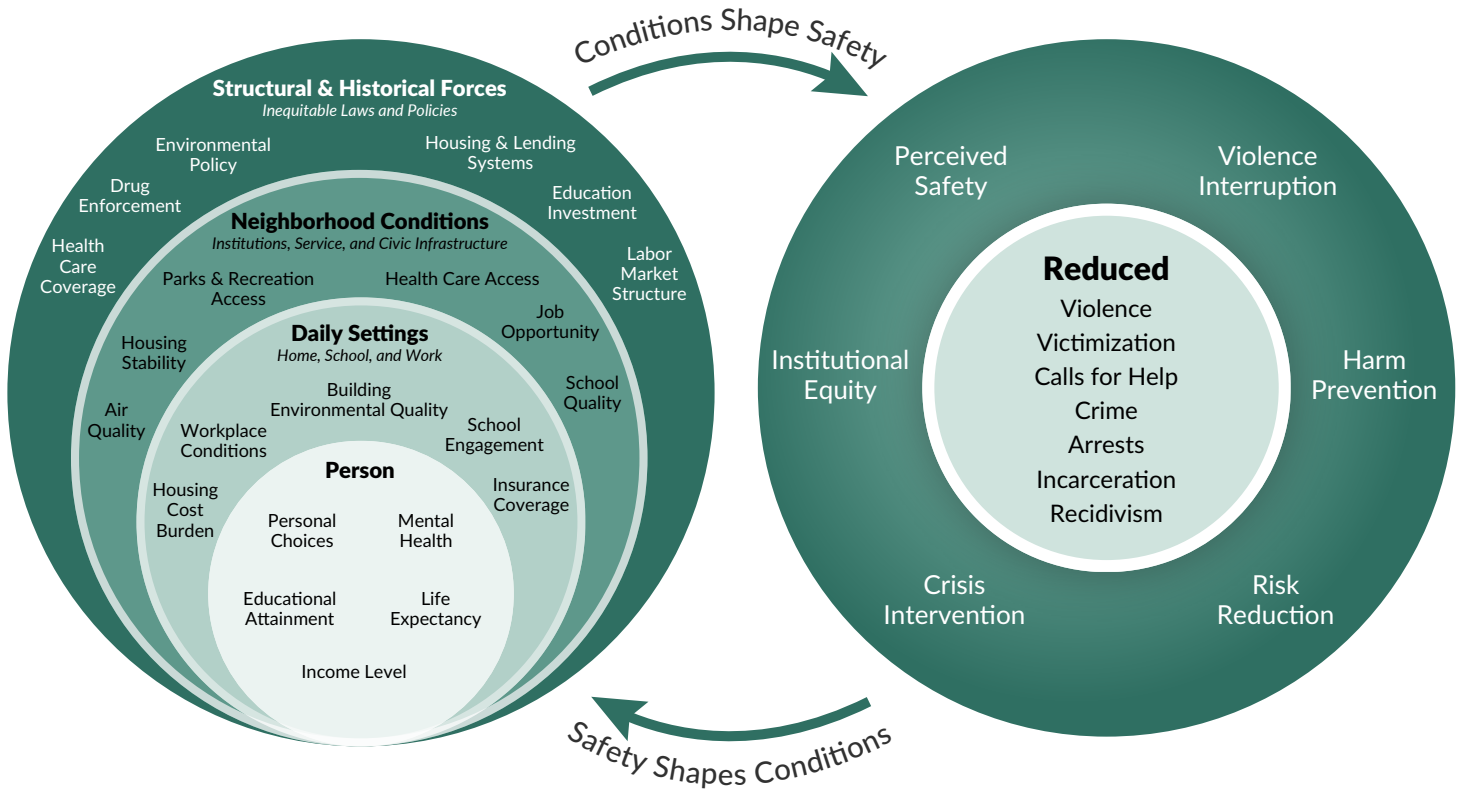 Conditions Shape Safety
Structural & Historical Forces
Inequitable Laws and Policies
Environmental
Policy
Housing & Lending
Systems
Drug
Enforcement
Education
Investment
Health
Care
Coverage
Labor
Market
Structure
Neighborhood Conditions
Institutions, Service, and Civic Infrastructure
Parks & Recreation
Access
Health Care Access
Job
Opportunity
Housing
Stability
School
Quality
Air
Quality
Daily Settings
Home, School, and Work
Building
Environmental Quality
Workplace
Conditions
School
Engagement
Housing
Cost
Burden
Insurance
Coverage
Person
Personal
Choices
Mental
Health
Educational
Attainment
Life
Expectancy
Income Level
Perceived
Safety
Violence
Interruption
Institutional
Equity
Harm
Prevention
Crisis
Intervention
Risk
Reduction
Reduced
Violence
Victimization
Calls for Help
Crime
Arrests
Incarceration
Recidivism
Safety Shapes Conditions